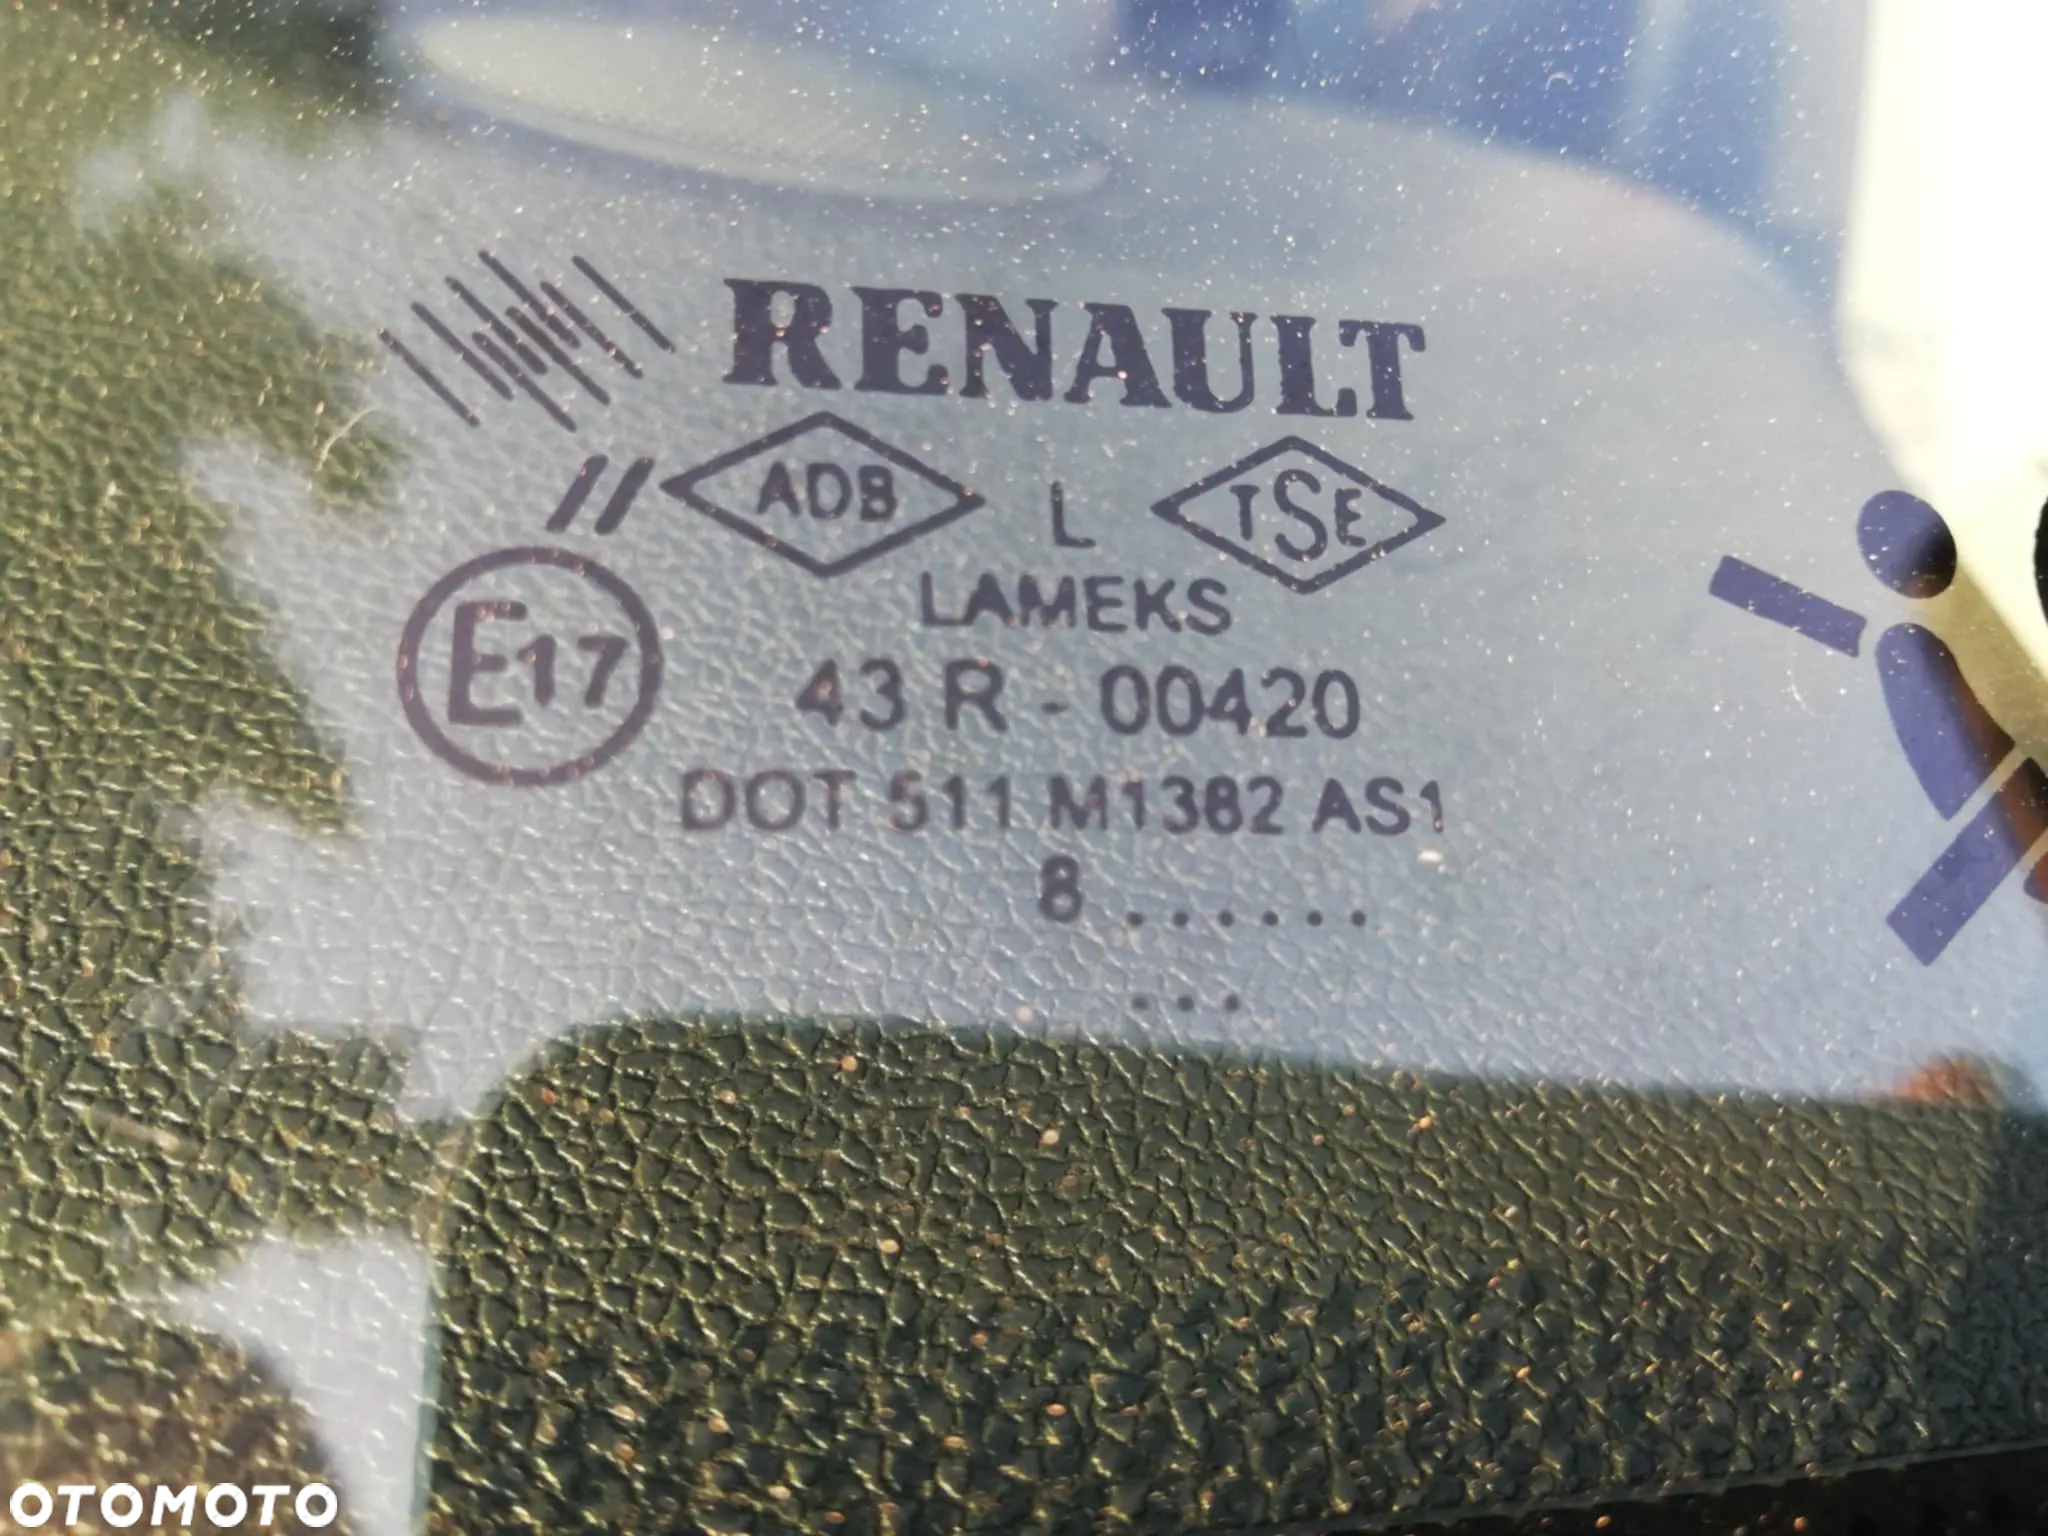 RENAULT
ADB L TSE
LAMEKS
E17
43 R - 00420
DOT 511 M1382 AS1
8 . . . . . .
. . .
OTOMOTO